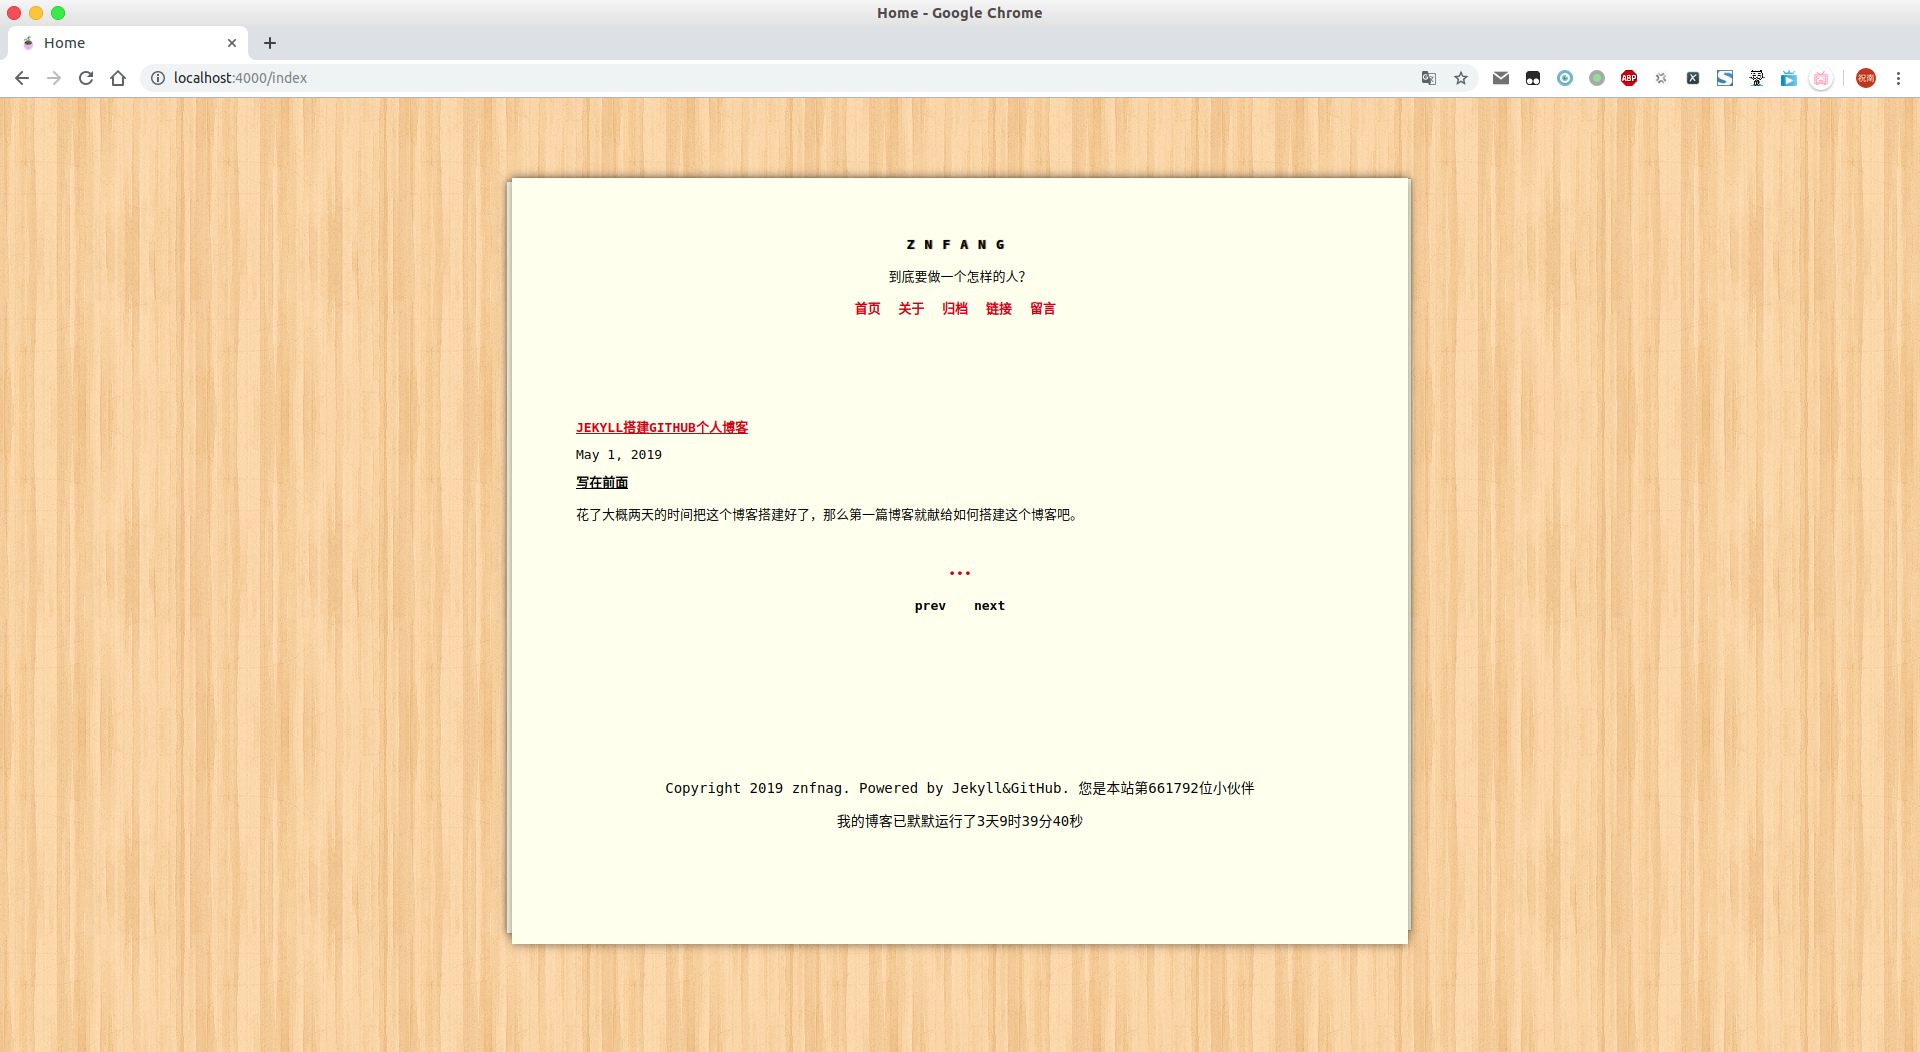 Home - Google Chrome
Home
localhost:4000/index
ABP
祝南
ZNFANG
到底要做一个怎样的人?
首页 关于 归档 链接 留言
JEKYLL搭建GITHUB个人博客
May 1, 2019
写在前面
花了大概两天的时间把这个博客搭建好了，那么第一篇博客就献给如何搭建这个博客吧。
...
prev next
Copyright 2019 znfnag. Powered by Jekyll&GitHub. 您是本站第661792位小伙伴
我的博客已默默运行了3天9时39分40秒